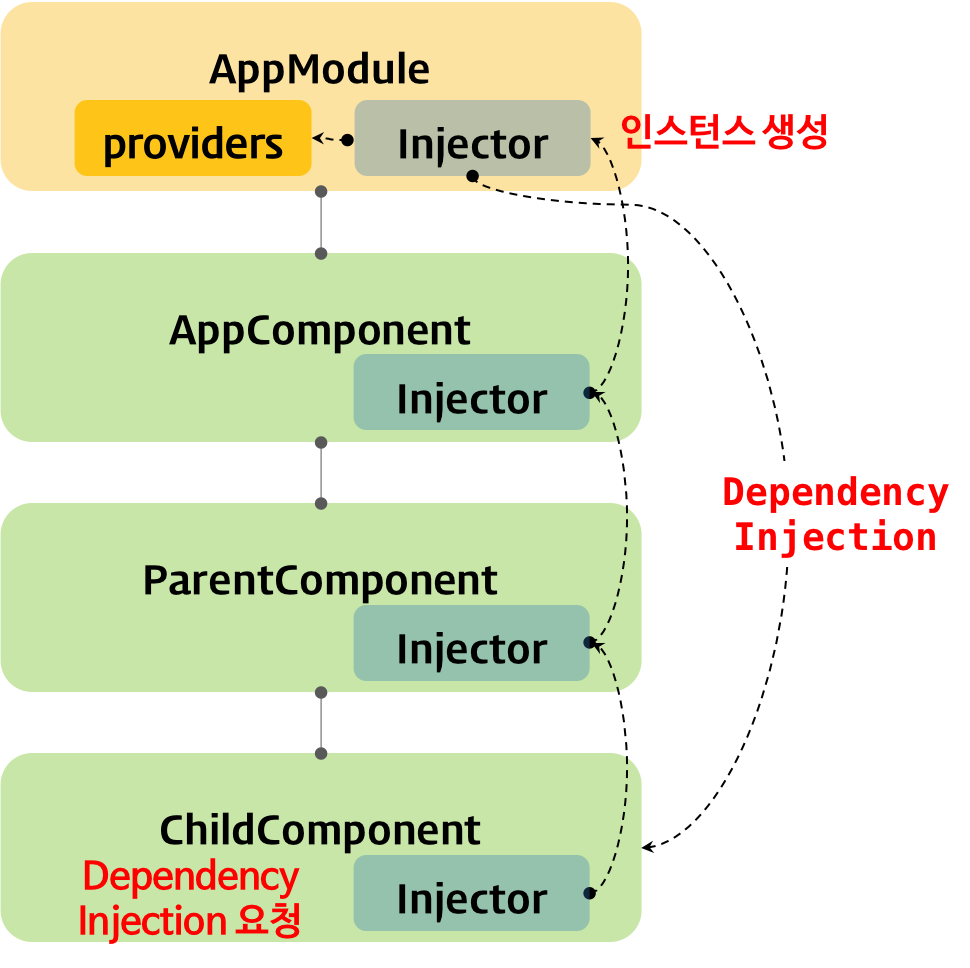 AppModule
providers
Injector
인스턴스 생성
AppComponent
Injector
Dependency
Injection
ParentComponent
Injector
ChildComponent
Dependency
Injection 요청
Injector